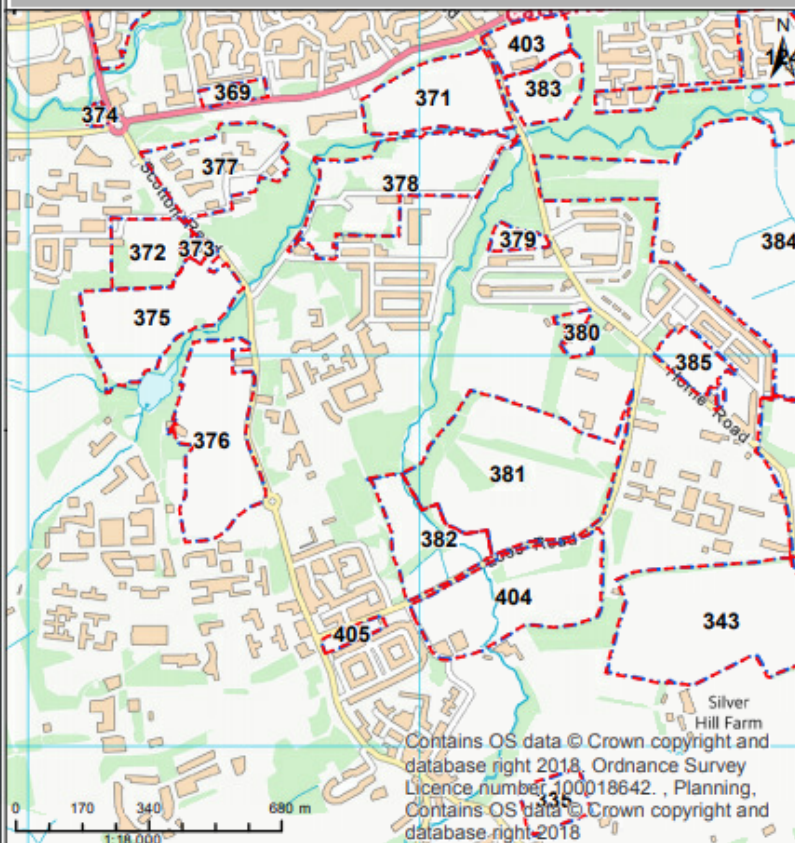 403
N
369
371
383
374
377
378
372
373
379
384
375
380
385
Horne Road
376
381
382
404
343
405
Silver
Hill Farm
Contains OS data © Crown copyright and
database right 2018, Ordnance Survey
Licence number 100018642. , Planning,
Contains OS data © Crown copyright and
database right 2018
335
0 170 340 680 m
1:18,000